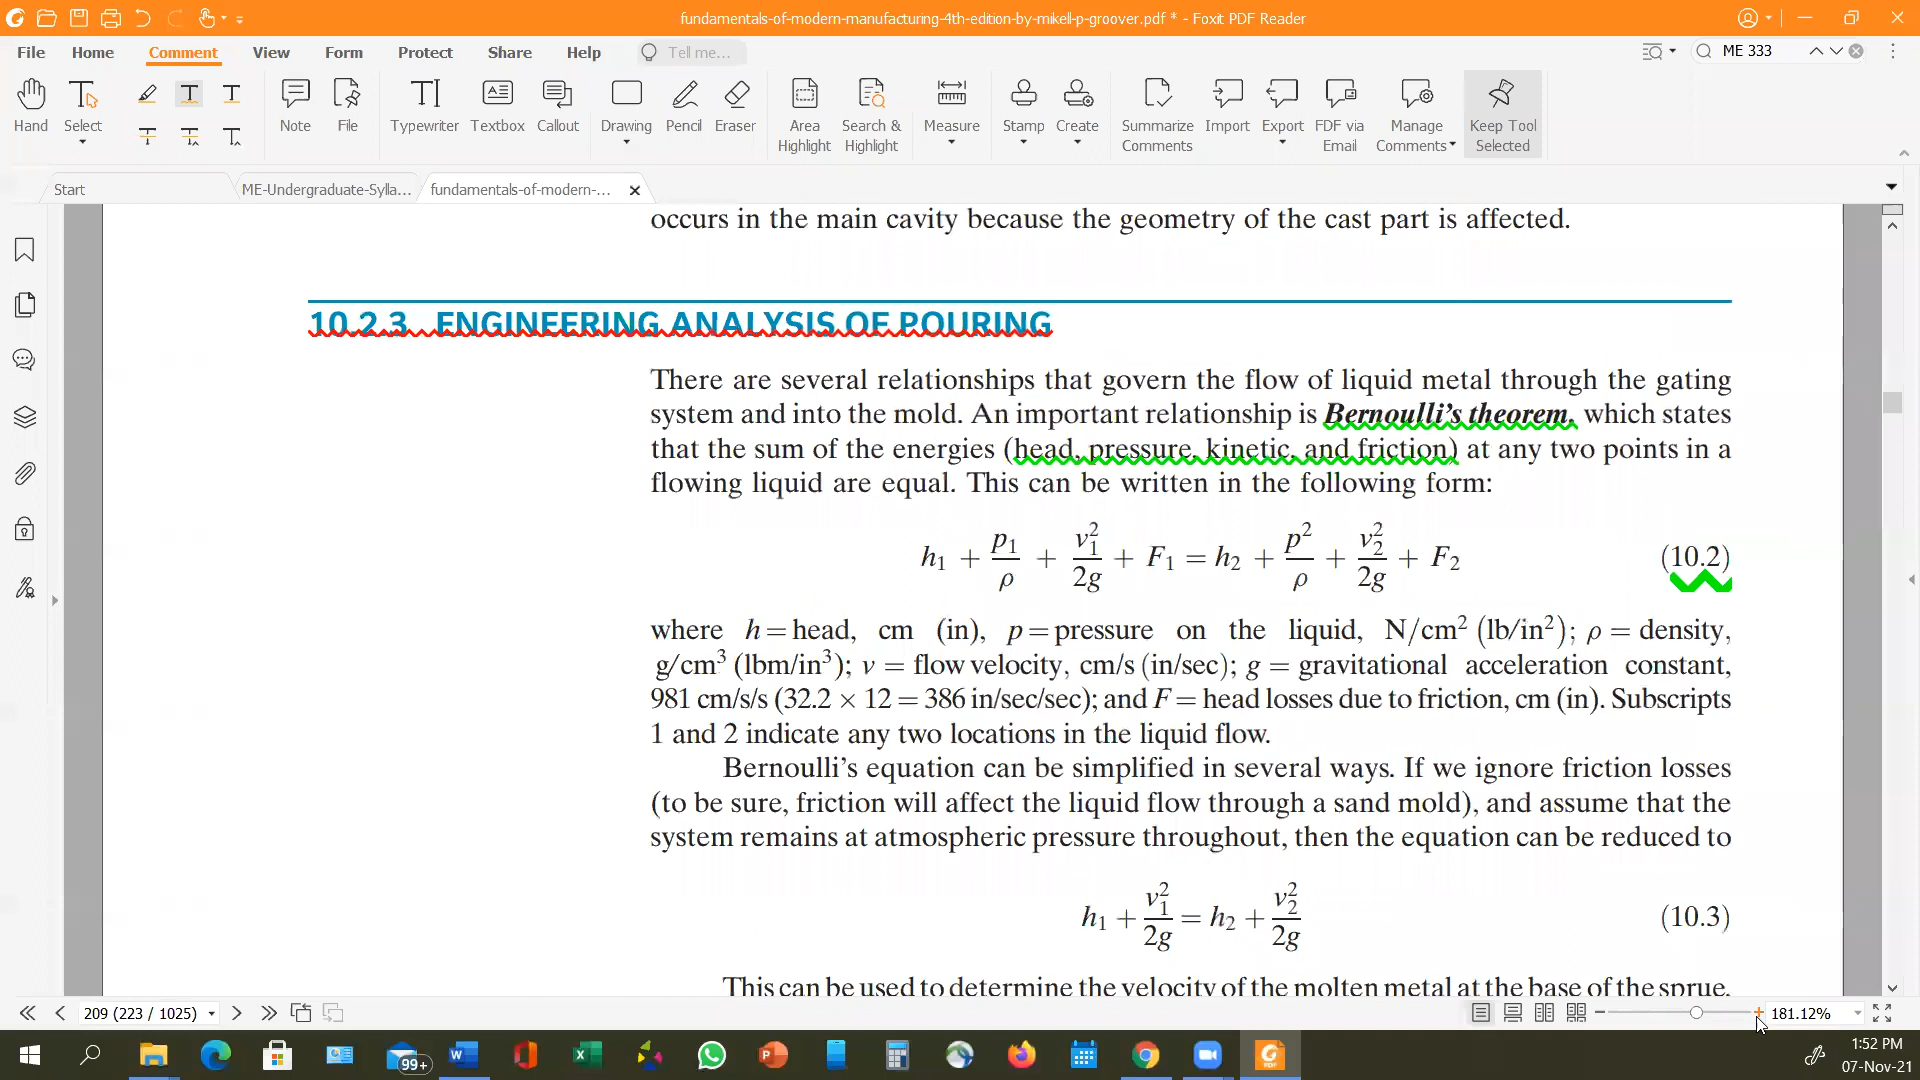 fundamentals-of-modern-manufacturing-4th-edition-by-mikell-p-groover.pdf * - Foxit PDF Reader
File Home Comment View Form Protect Share Help Tell me... ME 333
Hand Select Note File Typewriter Textbox Callout Drawing Pencil Eraser Area Highlight Search & Highlight Measure Stamp Create Summarize Comments Import Export FDF via Email Manage Comments Keep Tool Selected
Start ME-Undergraduate-Sylla... fundamentals-of-modern-...
occurs in the main cavity because the geometry of the cast part is affected.
10.2.3 ENGINEERING ANALYSIS OF POURING
There are several relationships that govern the flow of liquid metal through the gating
system and into the mold. An important relationship is Bernoulli's theorem, which states
that the sum of the energies (head, pressure, kinetic, and friction) at any two points in a
flowing liquid are equal. This can be written in the following form:
h₁ + p₁/ρ + v₁²/2g + F₁ = h₂ + p²/ρ + v₂²/2g + F₂ (10.2)
where h = head, cm (in), p = pressure on the liquid, N/cm² (lb/in²); ρ = density,
g/cm³ (lbm/in³); v = flow velocity, cm/s (in/sec); g = gravitational acceleration constant,
981 cm/s/s (32.2 × 12 = 386 in/sec/sec); and F = head losses due to friction, cm (in). Subscripts
1 and 2 indicate any two locations in the liquid flow.
Bernoulli's equation can be simplified in several ways. If we ignore friction losses
(to be sure, friction will affect the liquid flow through a sand mold), and assume that the
system remains at atmospheric pressure throughout, then the equation can be reduced to
h₁ + v₁²/2g = h₂ + v₂²/2g (10.3)
This can be used to determine the velocity of the molten metal at the base of the sprue.
209 (223 / 1025) 181.12%
99+
1:52 PM
07-Nov-21